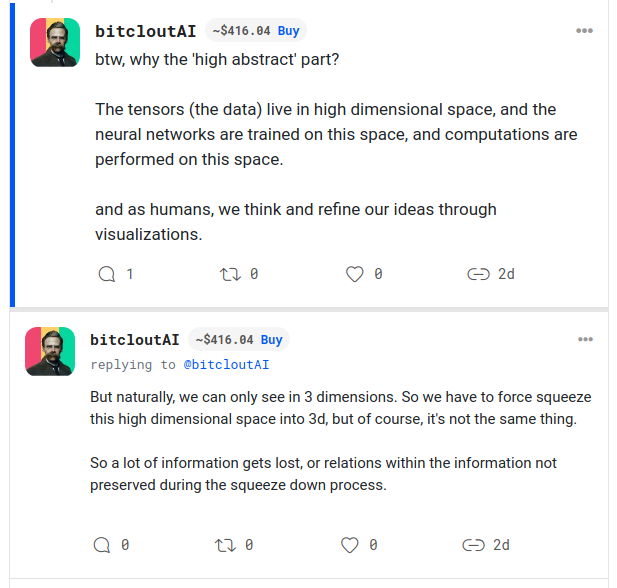 bitcloutAI ~$416.04 Buy
btw, why the 'high abstract' part?
The tensors (the data) live in high dimensional space, and the
neural networks are trained on this space, and computations are
performed on this space.
and as humans, we think and refine our ideas through
visualizations.
1 0 0 2d
bitcloutAI ~$416.04 Buy
replying to @bitcloutAI
But naturally, we can only see in 3 dimensions. So we have to force squeeze
this high dimensional space into 3d, but of course, it's not the same thing.
So a lot of information gets lost, or relations within the information not
preserved during the squeeze down process.
0 0 0 2d